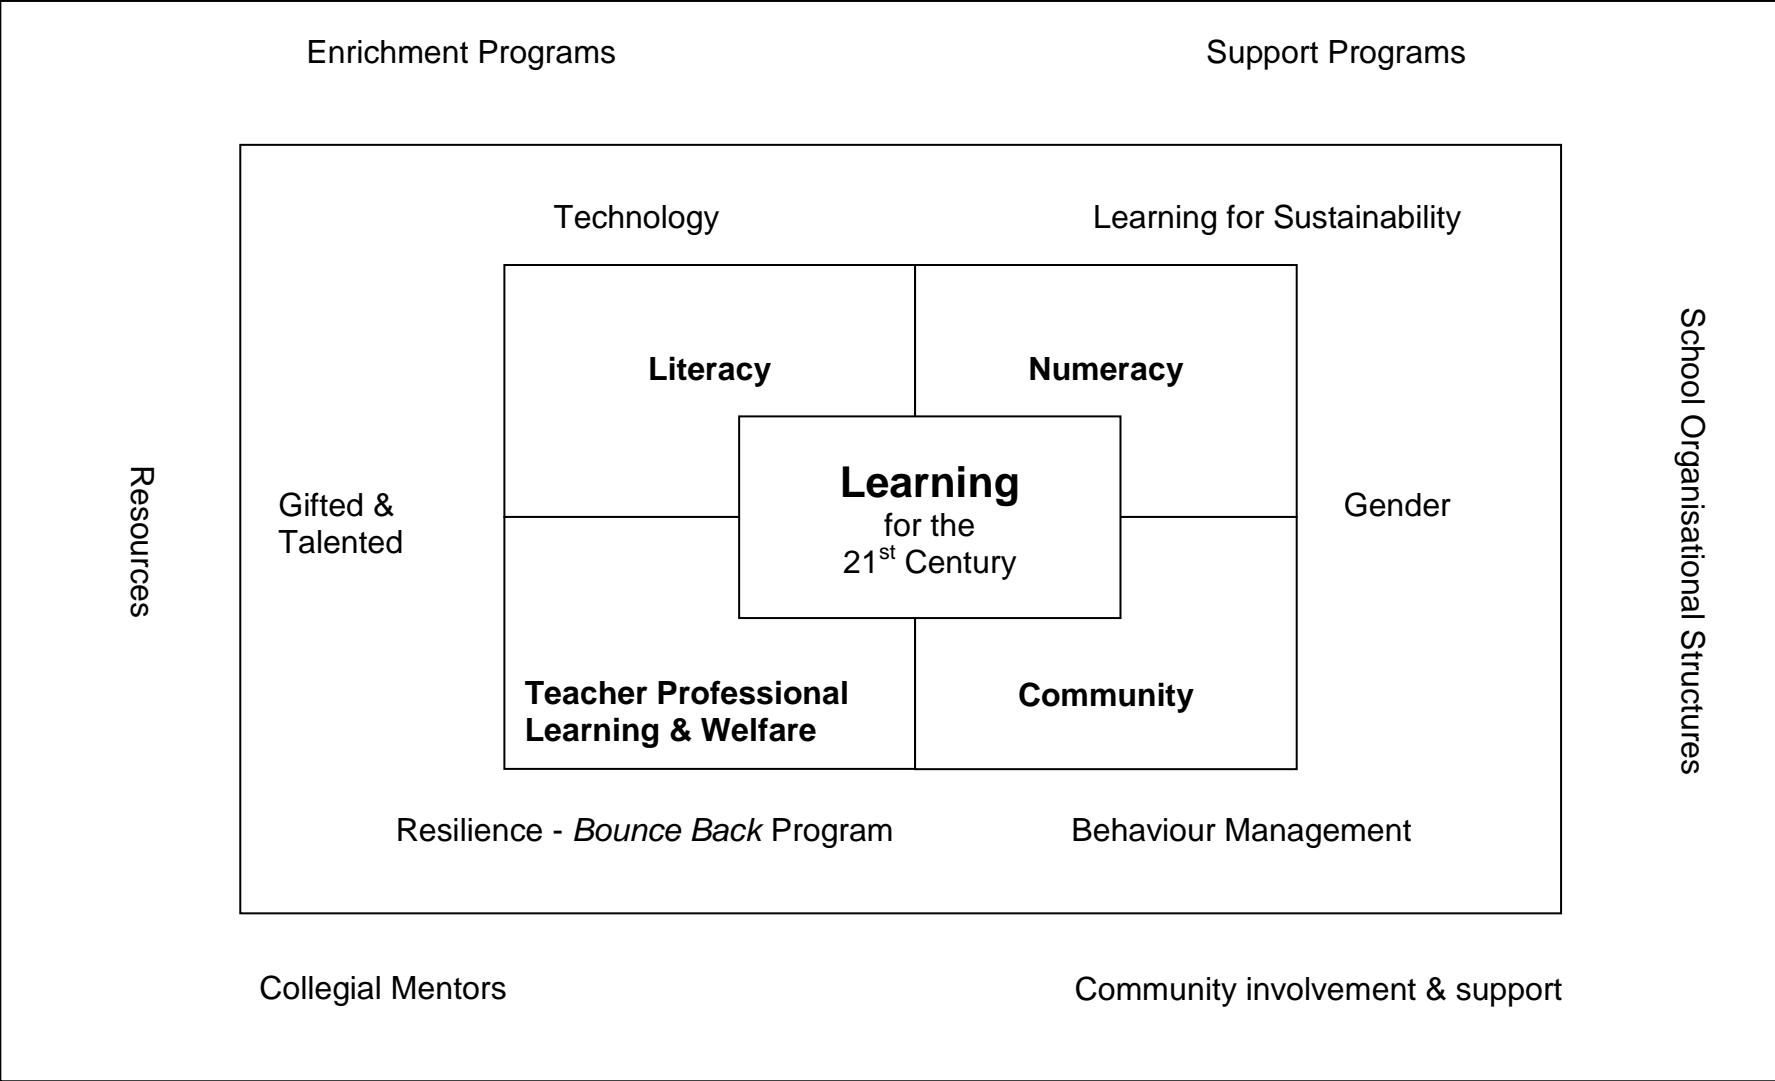 Enrichment Programs
Support Programs
Technology
Learning for Sustainability
Literacy
Numeracy
Learning
for the
21st Century
Gifted &
Talented
Gender
Resources
School Organisational Structures
Teacher Professional
Learning & Welfare
Community
Resilience - Bounce Back Program
Behaviour Management
Collegial Mentors
Community involvement & support